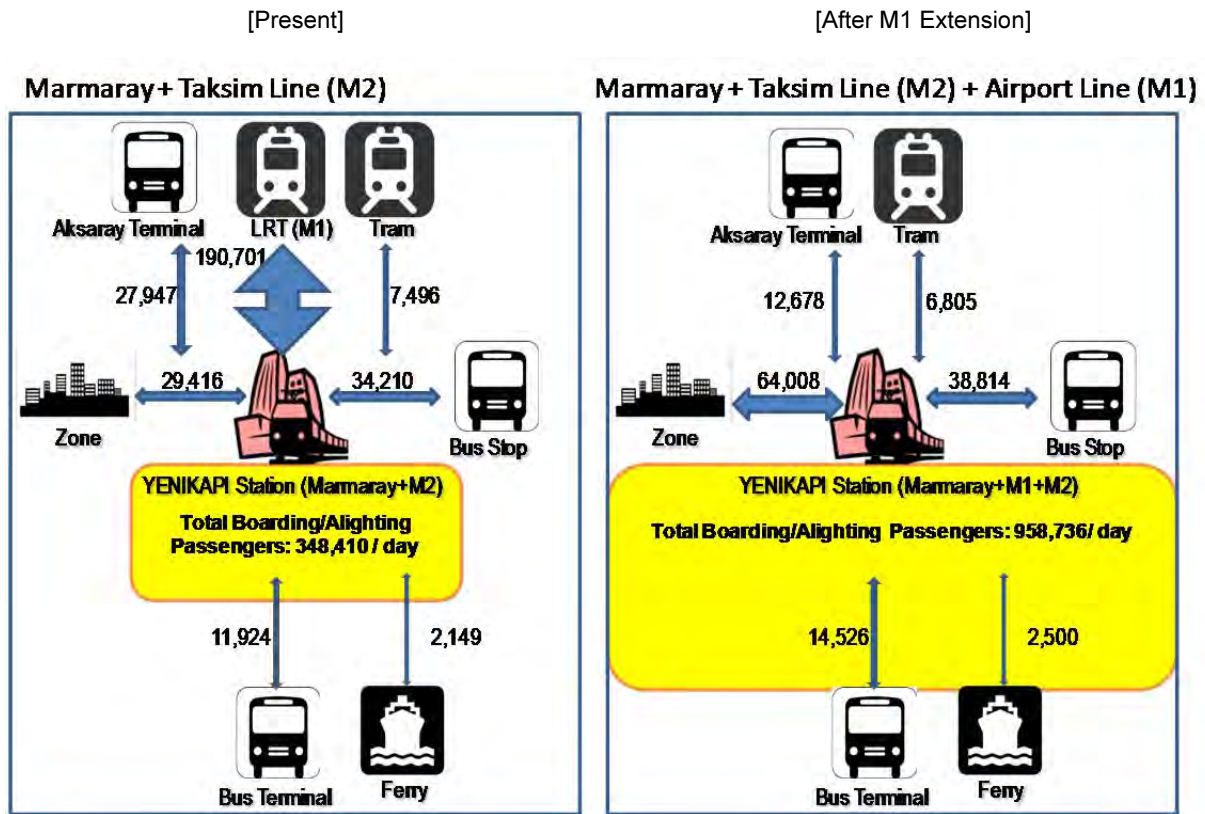 [Present]
[After M1 Extension]
Marmaray + Taksim Line (M2)
Marmaray + Taksim Line (M2) + Airport Line (M1)
Aksaray Terminal
LRT (M1)
Tram
190,701
27,947
7,496
29,416
34,210
Zone
Bus Stop
YENIKAPI Station (Marmaray+M2)
Total Boarding/Alighting
Passengers: 348,410 / day
11,924
2,149
Bus Terminal
Ferry
Aksaray Terminal
Tram
12,678
6,805
64,008
38,814
Zone
Bus Stop
YENIKAPI Station (Marmaray+M1+M2)
Total Boarding/Alighting Passengers: 958,736/ day
14,526
2,500
Bus Terminal
Ferry